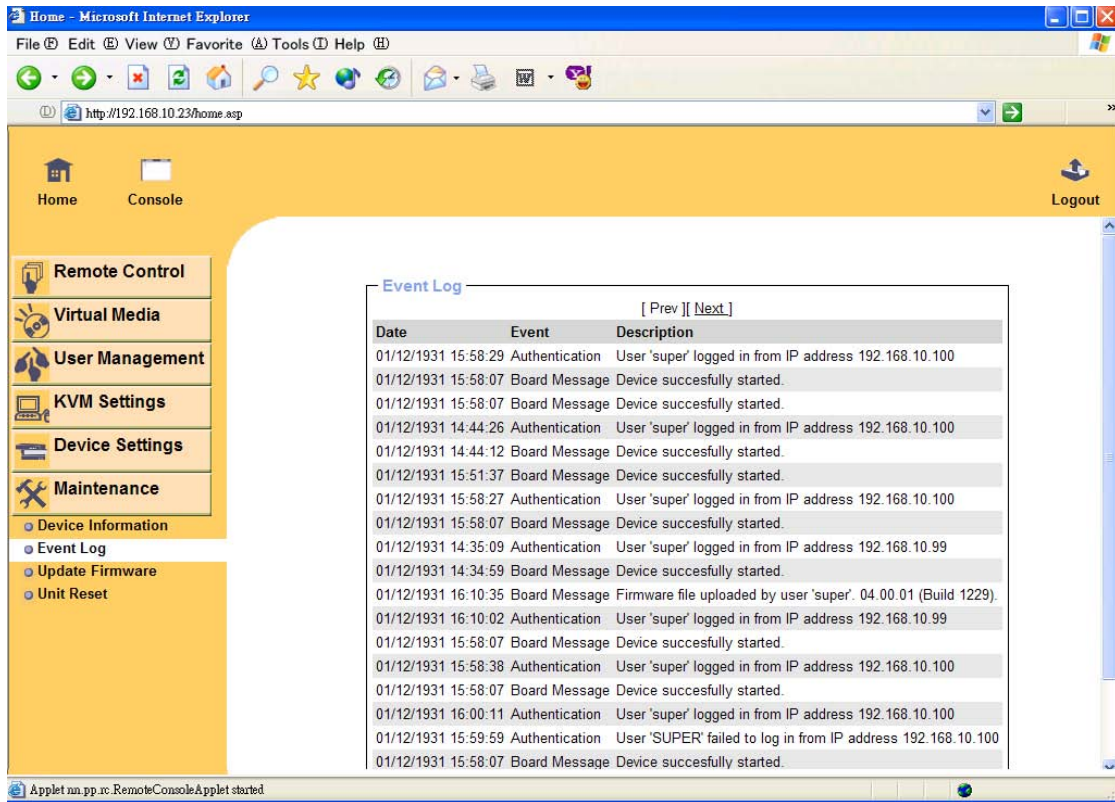 Home - Microsoft Internet Explorer
File (F) Edit (E) View (V) Favorite (A) Tools (T) Help (H)
(D) http://192.168.10.23/home.asp
Home
Console
Logout
Remote Control
Virtual Media
User Management
KVM Settings
Device Settings
Maintenance
Device Information
Event Log
Update Firmware
Unit Reset
Event Log
[ Prev ][ Next ]
Date Event Description
01/12/1931 15:58:29 Authentication User 'super' logged in from IP address 192.168.10.100
01/12/1931 15:58:07 Board Message Device succesfully started.
01/12/1931 15:58:07 Board Message Device succesfully started.
01/12/1931 14:44:26 Authentication User 'super' logged in from IP address 192.168.10.100
01/12/1931 14:44:12 Board Message Device succesfully started.
01/12/1931 15:51:37 Board Message Device succesfully started.
01/12/1931 15:58:27 Authentication User 'super' logged in from IP address 192.168.10.100
01/12/1931 15:58:07 Board Message Device succesfully started.
01/12/1931 14:35:09 Authentication User 'super' logged in from IP address 192.168.10.99
01/12/1931 14:34:59 Board Message Device succesfully started.
01/12/1931 16:10:35 Board Message Firmware file uploaded by user 'super'. 04.00.01 (Build 1229).
01/12/1931 16:10:02 Authentication User 'super' logged in from IP address 192.168.10.99
01/12/1931 15:58:07 Board Message Device succesfully started.
01/12/1931 15:58:38 Authentication User 'super' logged in from IP address 192.168.10.100
01/12/1931 15:58:07 Board Message Device succesfully started.
01/12/1931 16:00:11 Authentication User 'super' logged in from IP address 192.168.10.100
01/12/1931 15:59:59 Authentication User 'SUPER' failed to log in from IP address 192.168.10.100
01/12/1931 15:58:07 Board Message Device succesfully started.
Applet nn.pp.rc.RemoteConsoleApplet started